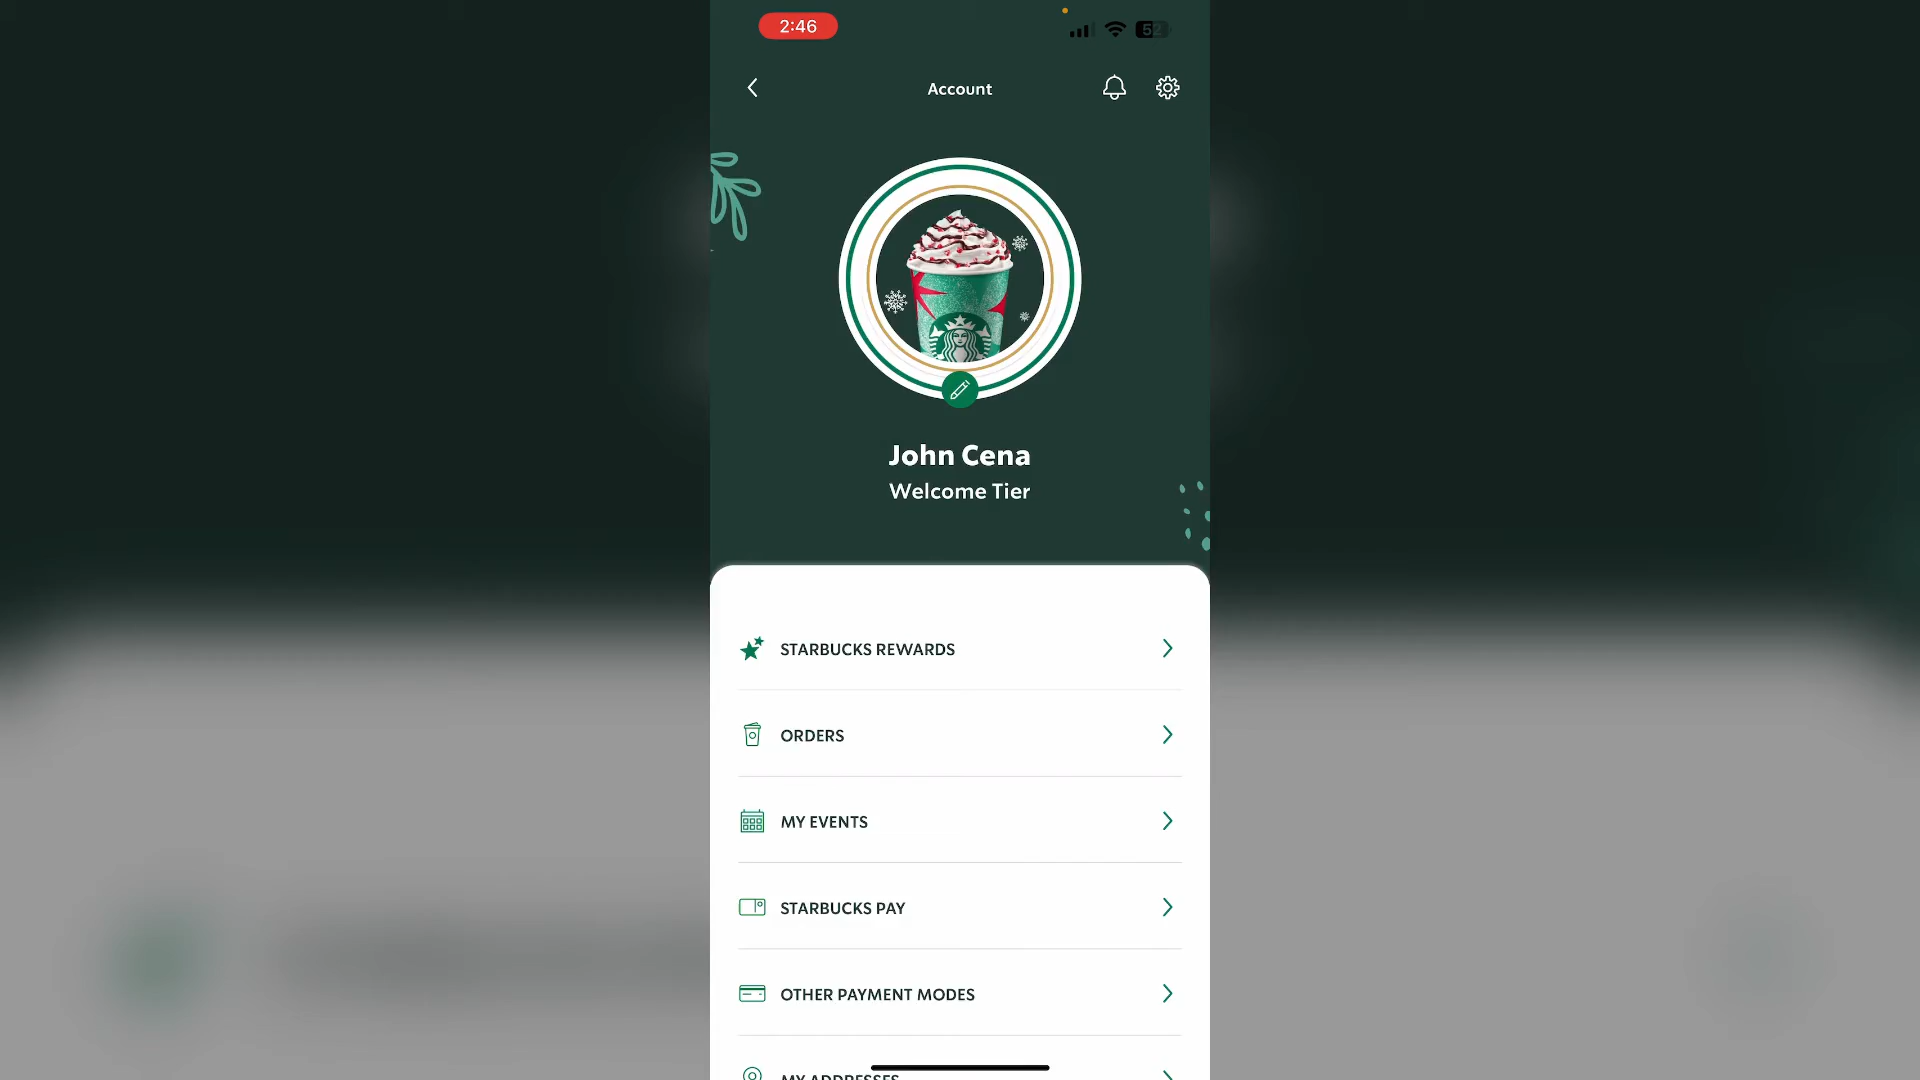 2:46
52
Account
John Cena
Welcome Tier
STARBUCKS REWARDS
ORDERS
MY EVENTS
STARBUCKS PAY
OTHER PAYMENT MODES
MY ADDRESSES